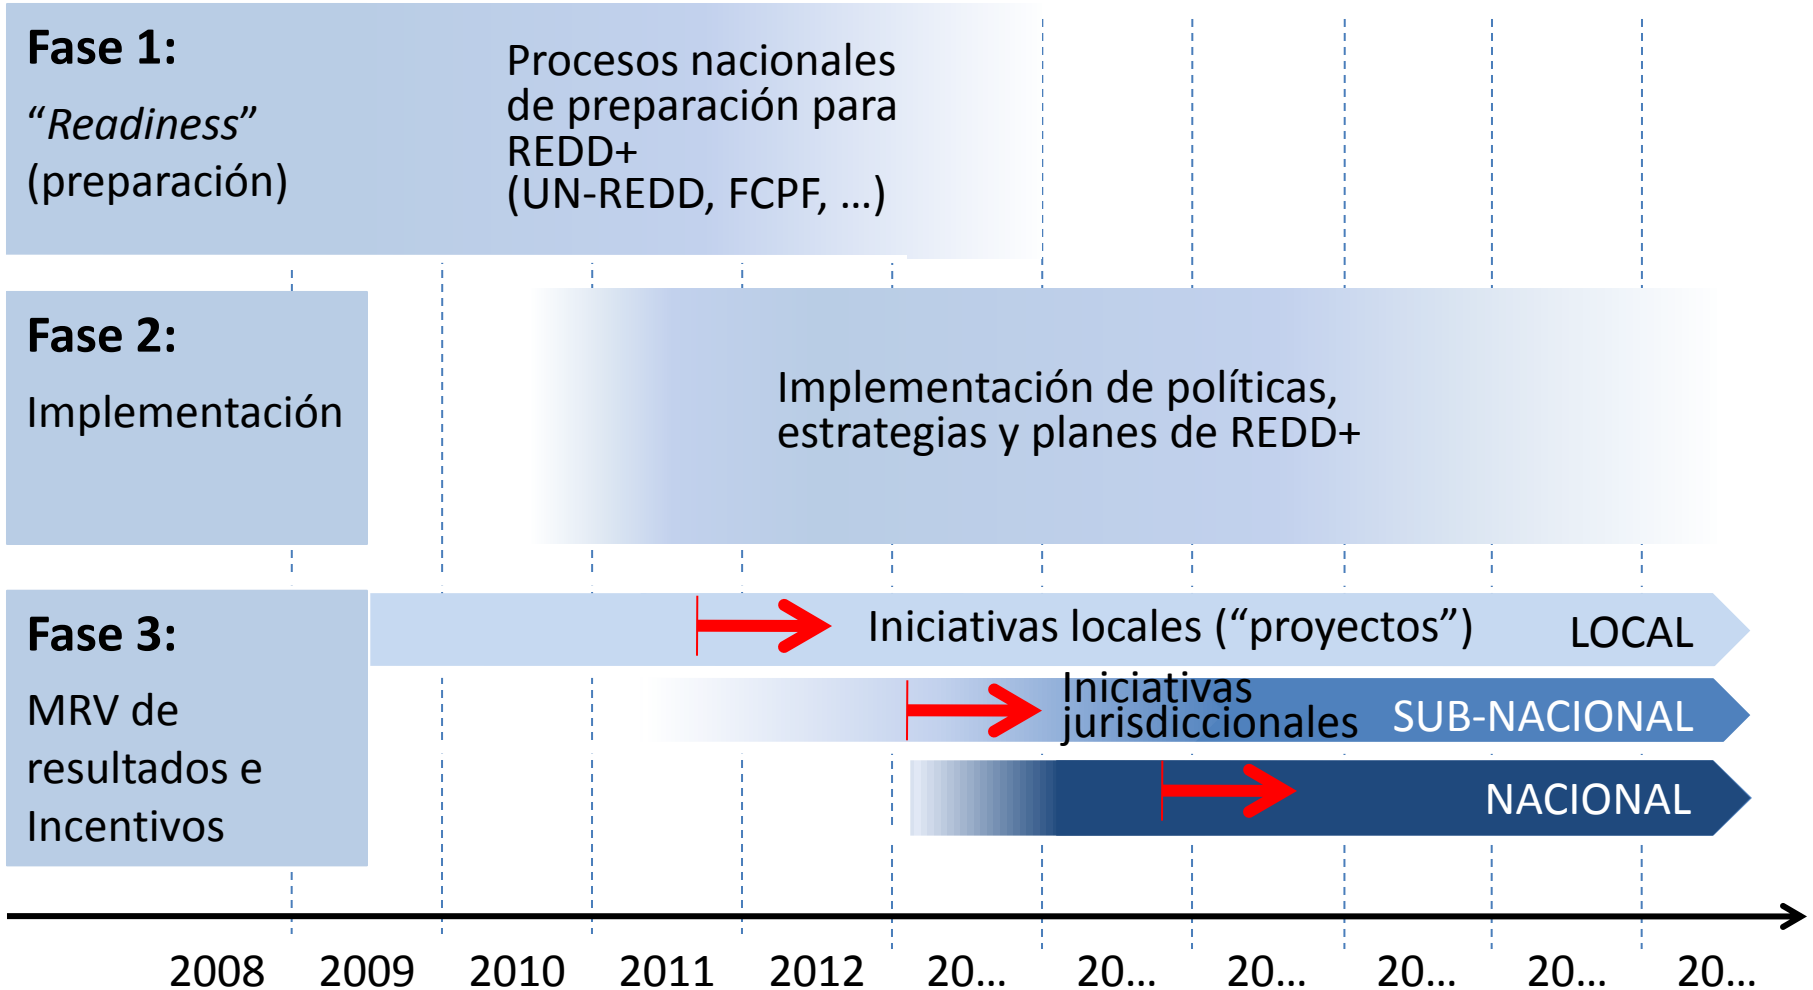 Fase 1:
“Readiness”
(preparación)
Procesos nacionales
de preparación para
REDD+
(UN-REDD, FCPF, ...)
Fase 2:
Implementación
Implementación de políticas,
estrategias y planes de REDD+
Fase 3:
MRV de
resultados e
Incentivos
Iniciativas locales (“proyectos”)
LOCAL
Iniciativas
jurisdiccionales
SUB-NACIONAL
NACIONAL
2008 2009 2010 2011 2012 20... 20... 20... 20... 20... 20...